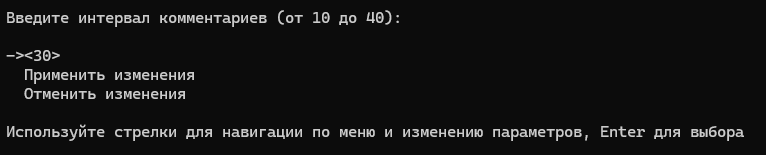 Введите интервал комментариев (от 10 до 40):
-><30>
Применить изменения
Отменить изменения
Используйте стрелки для навигации по меню и изменению параметров, Enter для выбора